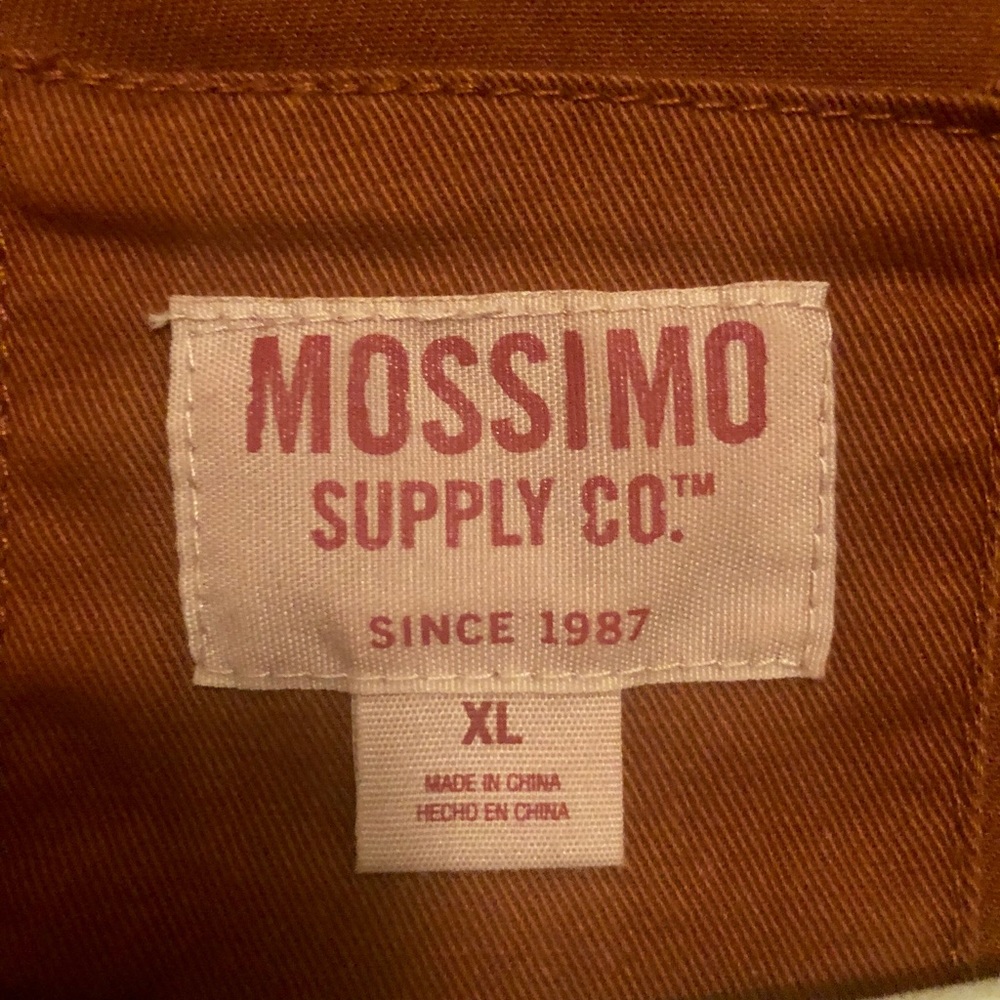 MOSSIMO
SUPPLY CO.™
SINCE 1987
XL
MADE IN CHINA
HECHO EN CHINA